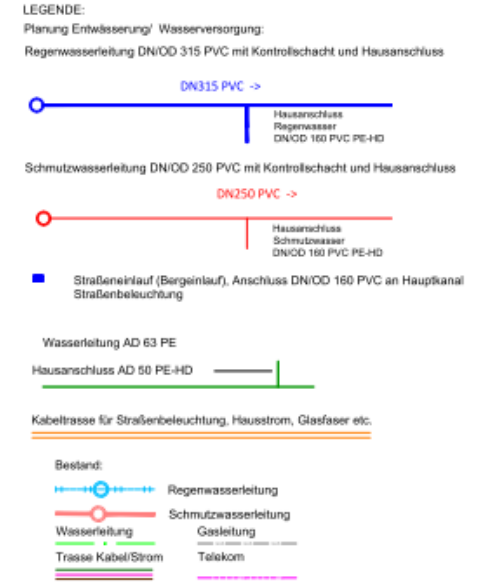 LEGENDE:
Planung Entwässerung/ Wasserversorgung:
Regenwasserleitung DN/OD 315 PVC mit Kontrollschacht und Hausanschluss
DN315 PVC ->
Hausanschluss
Regenwasser
DN/OD 160 PVC PE-HD
Schmutzwasserleitung DN/OD 250 PVC mit Kontrollschacht und Hausanschluss
DN250 PVC ->
Hausanschluss
Schmutzwasser
DN/OD 160 PVC PE-HD
Straßeneinlauf (Bergeinlauf), Anschluss DN/OD 160 PVC an Hauptkanal
Straßenbeleuchtung
Wasserleitung AD 63 PE
Hausanschluss AD 50 PE-HD
Kabeltrasse für Straßenbeleuchtung, Hausstrom, Glasfaser etc.
Bestand:
Regenwasserleitung
Schmutzwasserleitung
Wasserleitung Gasleitung
Trasse Kabel/Strom Telekom